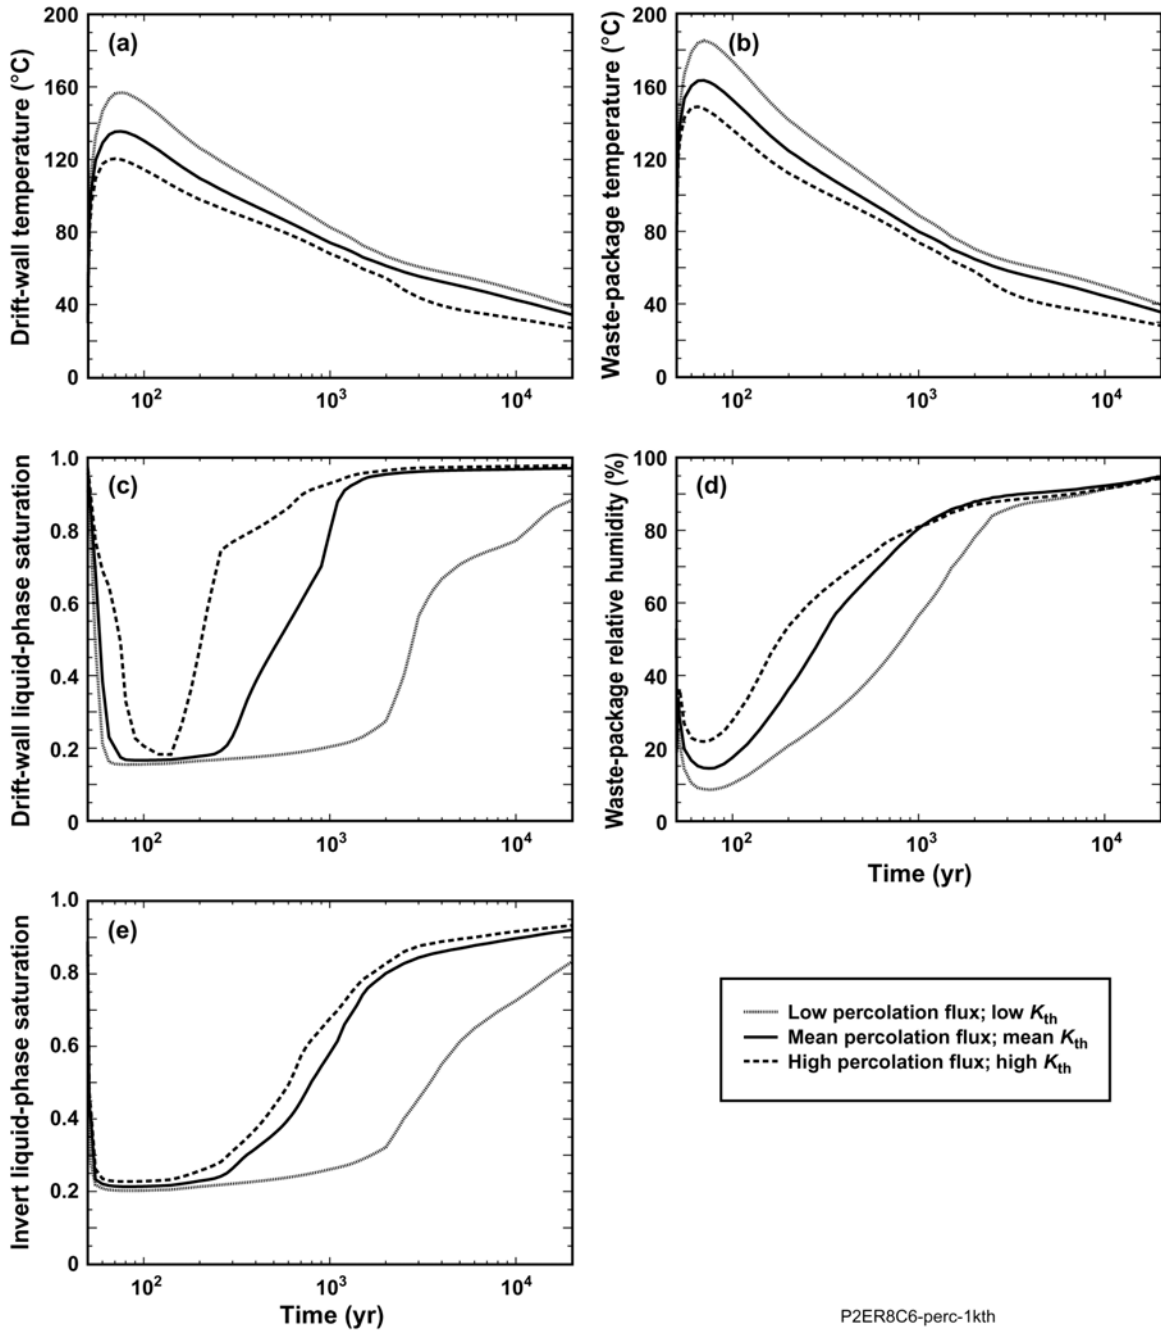 (a)
Drift-wall temperature (°C)
200
160
120
80
40
0
10²
10³
10⁴
(b)
Waste-package temperature (°C)
200
160
120
80
40
0
10²
10³
10⁴
(c)
Drift-wall liquid-phase saturation
1.0
0.8
0.6
0.4
0.2
0
10²
10³
10⁴
(d)
Waste-package relative humidity (%)
100
80
60
40
20
0
10²
10³
10⁴
Time (yr)
(e)
Invert liquid-phase saturation
1.0
0.8
0.6
0.4
0.2
0
10²
10³
10⁴
Time (yr)
Low percolation flux; low Kth
Mean percolation flux; mean Kth
High percolation flux; high Kth
P2ER8C6-perc-1kth